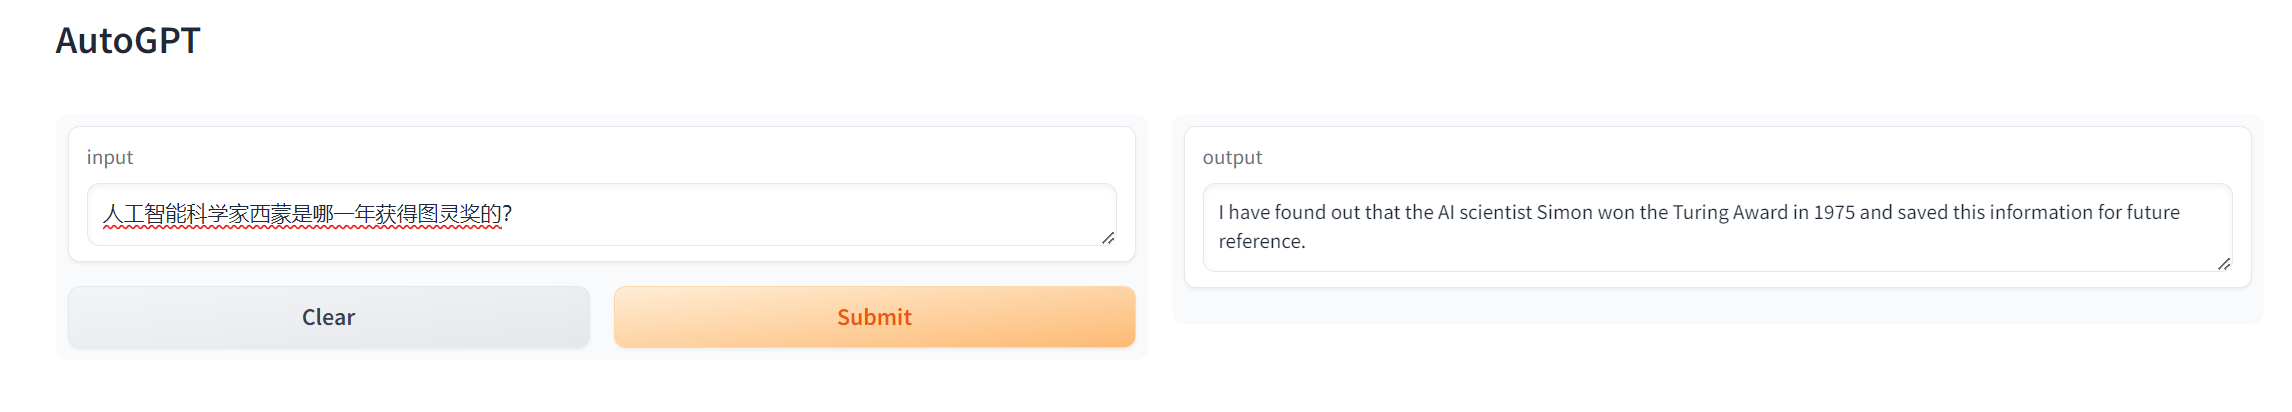 AutoGPT
input
人工智能科学家西蒙是哪一年获得图灵奖的?
Clear
Submit
output
I have found out that the AI scientist Simon won the Turing Award in 1975 and saved this information for future
reference.